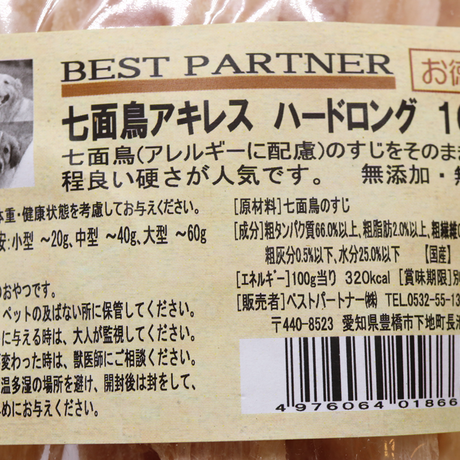 BEST PARTNER
お徳
七面鳥アキレス ハードロング 10
七面鳥(アレルギーに配慮)のすじをそのまま
程良い硬さが人気です。 無添加・無
体重・健康状態を考慮してお与えください。
安:小型 ~20g、中型 ~40g、大型 ~60g
のおやつです。
ペットの及ばない所に保管してください。
に与える時は、大人が監視してください。
が変わった時は、獣医師にご相談ください。
温多湿の場所を避け、開封後は封をして、
めにお与えください。
[原材料]七面鳥のすじ
[成分]粗タンパク質66.0%以上、粗脂肪2.0%以上、粗繊維0
粗灰分0.5%以下、水分25.0%以下 【国産】
[エネルギー]100g当り 320kcal [賞味期限]別
[販売者]ベストパートナー㈱ TEL0532-55-13
〒440-8523 愛知県豊橋市下地町長池
4 976064 01866